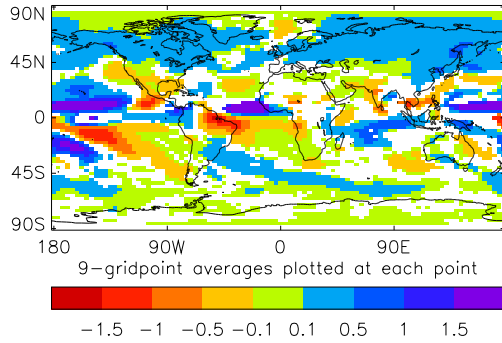 90N
45N
0
45S
90S
180 90W 0 90E
9-gridpoint averages plotted at each point
-1.5 -1 -0.5 -0.1 0.1 0.5 1 1.5